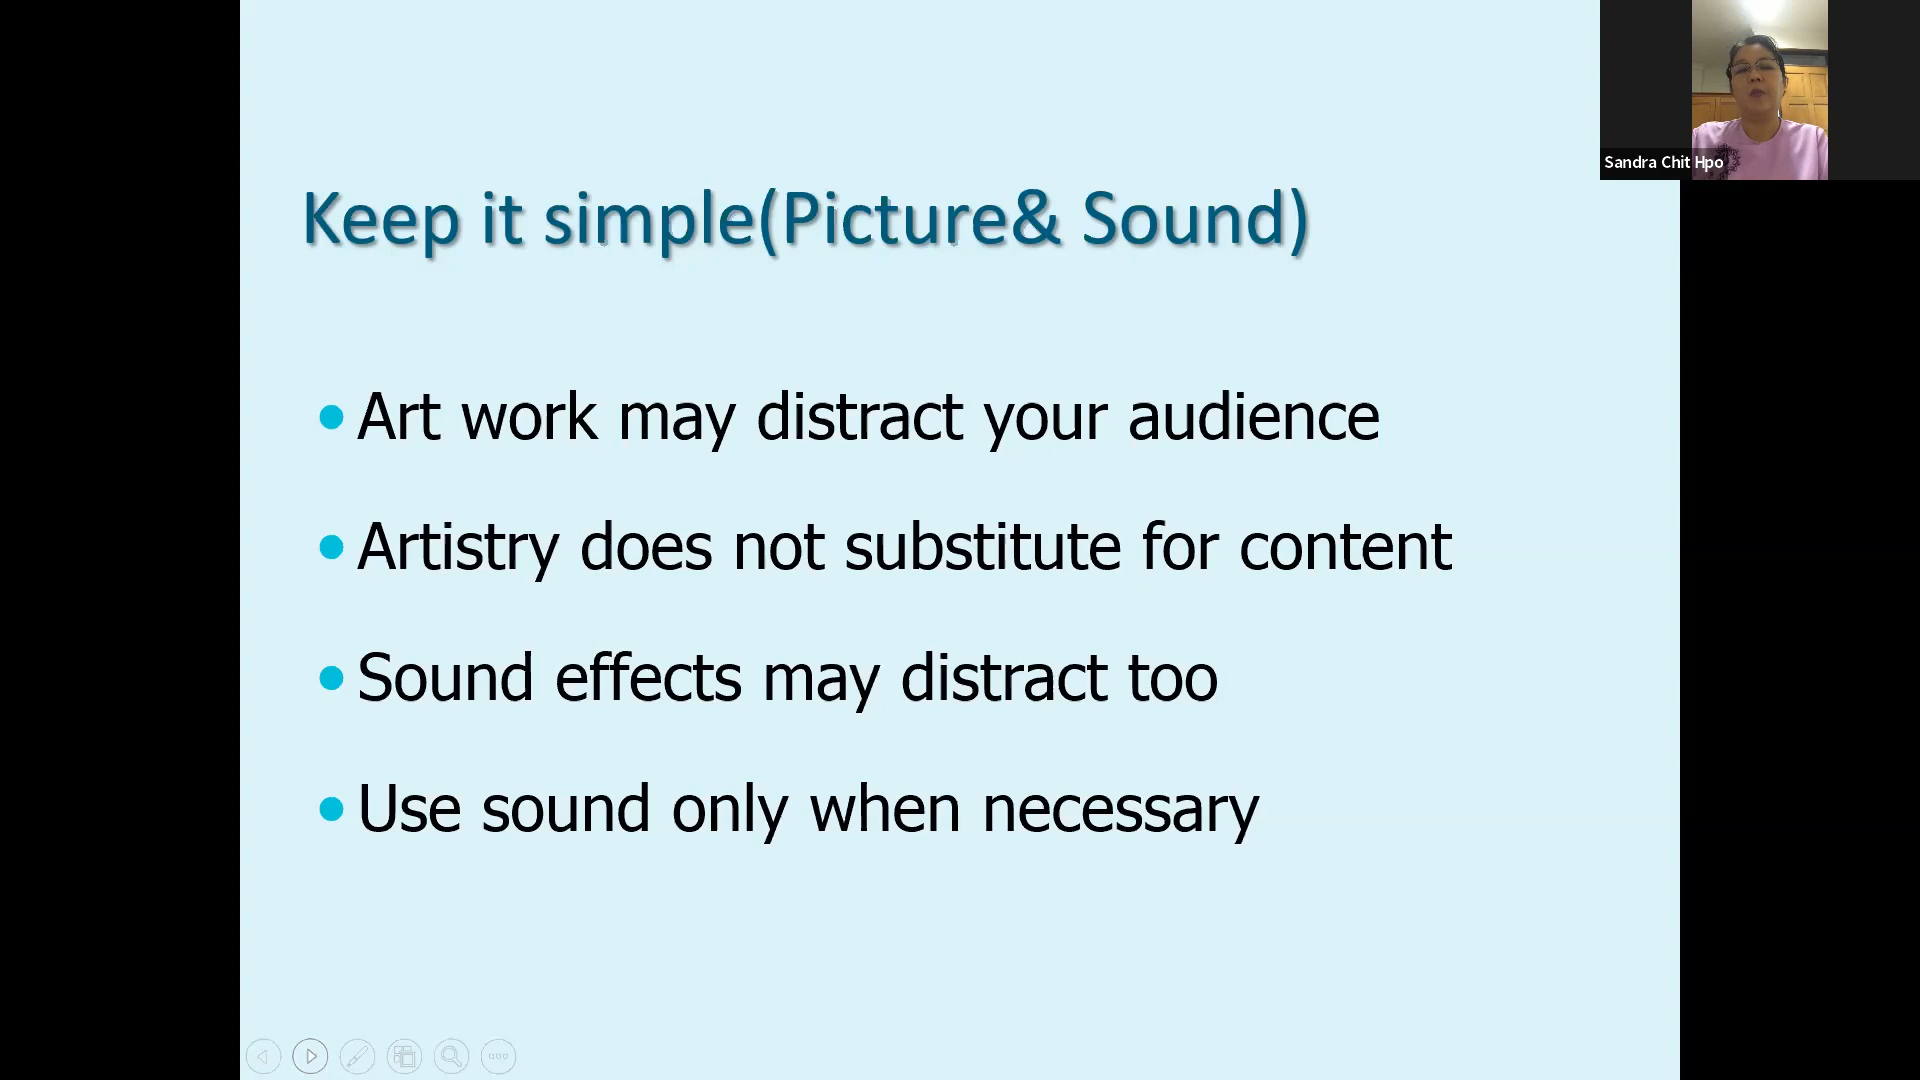 Keep it simple(Picture& Sound)
• Art work may distract your audience
• Artistry does not substitute for content
• Sound effects may distract too
• Use sound only when necessary
Sandra Chit Hpo